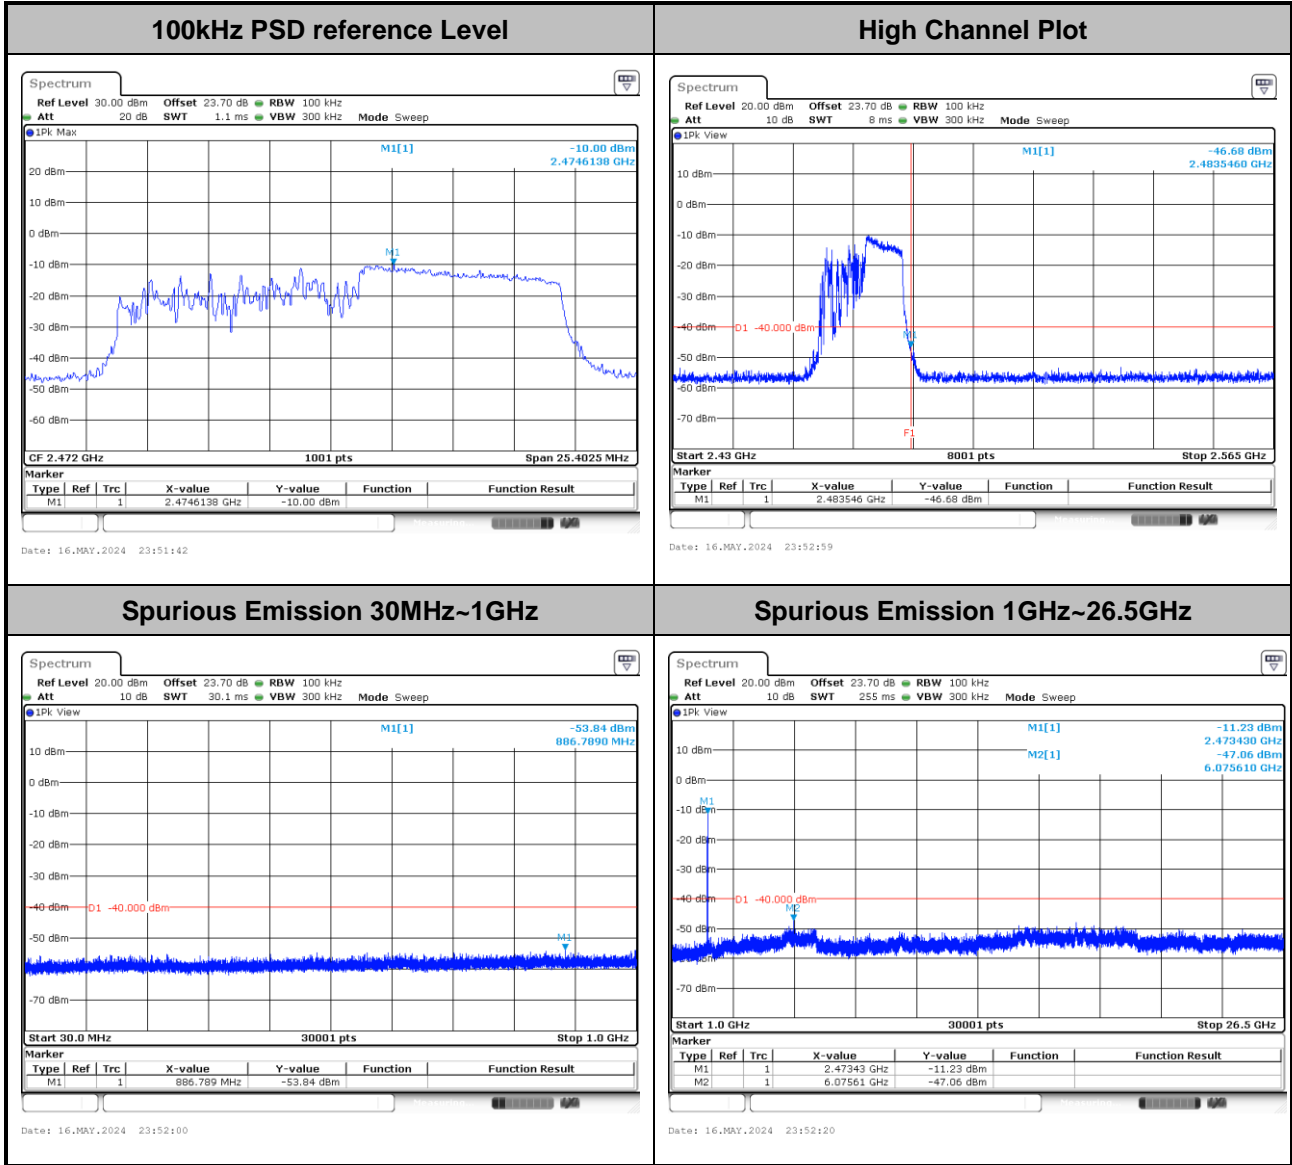 100kHz PSD reference Level
High Channel Plot
Spectrum
Ref Level 30.00 dBm Offset 23.70 dB RBW 100 kHz
Att 20 dB SWT 1.1 ms VBW 300 kHz Mode Sweep
1Pk Max
M1[1] -10.00 dBm
2.4746138 GHz
20 dBm
10 dBm
0 dBm
M1
-10 dBm
-20 dBm
-30 dBm
-40 dBm
-50 dBm
-60 dBm
CF 2.472 GHz 1001 pts Span 25.4025 MHz
Marker
Type Ref Trc X-value Y-value Function Function Result
M1 1 2.4746138 GHz -10.00 dBm
Date: 16.MAY.2024 23:51:42
Spectrum
Ref Level 20.00 dBm Offset 23.70 dB RBW 100 kHz
Att 10 dB SWT 8 ms VBW 300 kHz Mode Sweep
1Pk View
M1[1] -46.68 dBm
2.4835460 GHz
10 dBm
0 dBm
-10 dBm
-20 dBm
-30 dBm
-40 dBm D1 -40.000 dBm
M1
-50 dBm
-60 dBm
-70 dBm
F1
Start 2.43 GHz 8001 pts Stop 2.565 GHz
Marker
Type Ref Trc X-value Y-value Function Function Result
M1 1 2.483546 GHz -46.68 dBm
Date: 16.MAY.2024 23:52:59
Spurious Emission 30MHz~1GHz
Spurious Emission 1GHz~26.5GHz
Spectrum
Ref Level 20.00 dBm Offset 23.70 dB RBW 100 kHz
Att 10 dB SWT 30.1 ms VBW 300 kHz Mode Sweep
1Pk View
M1[1] -53.84 dBm
886.7890 MHz
10 dBm
0 dBm
-10 dBm
-20 dBm
-30 dBm
-40 dBm D1 -40.000 dBm
-50 dBm
M1
-70 dBm
Start 30.0 MHz 30001 pts Stop 1.0 GHz
Marker
Type Ref Trc X-value Y-value Function Function Result
M1 1 886.789 MHz -53.84 dBm
Date: 16.MAY.2024 23:52:00
Spectrum
Ref Level 20.00 dBm Offset 23.70 dB RBW 100 kHz
Att 10 dB SWT 255 ms VBW 300 kHz Mode Sweep
1Pk View
M1[1] -11.23 dBm
2.473430 GHz
M2[1] -47.06 dBm
6.075610 GHz
10 dBm
0 dBm
M1
-10 dBm
-20 dBm
-30 dBm
-40 dBm D1 -40.000 dBm
M2
-50 dBm
-70 dBm
Start 1.0 GHz 30001 pts Stop 26.5 GHz
Marker
Type Ref Trc X-value Y-value Function Function Result
M1 1 2.47343 GHz -11.23 dBm
M2 1 6.07561 GHz -47.06 dBm
Date: 16.MAY.2024 23:52:20